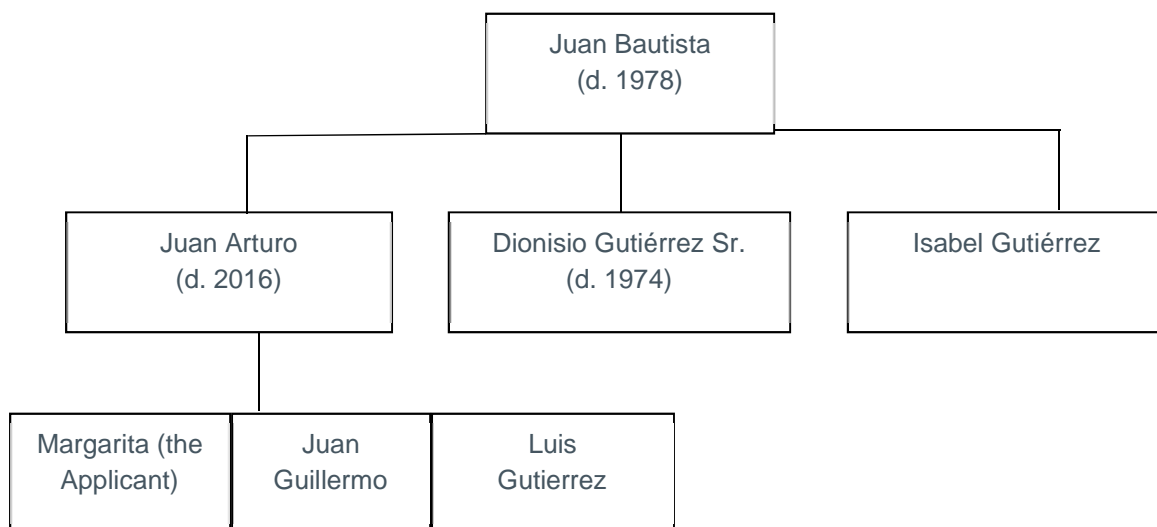 Juan Bautista
(d. 1978)
Juan Arturo
(d. 2016)
Dionisio Gutiérrez Sr.
(d. 1974)
Isabel Gutiérrez
Margarita (the
Applicant)
Juan
Guillermo
Luis
Gutierrez